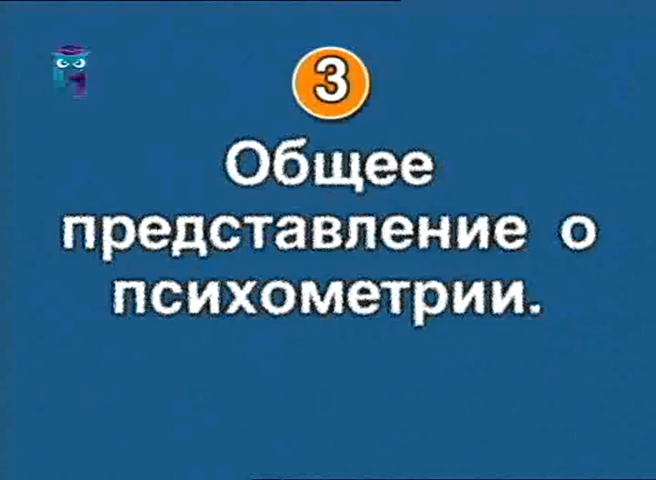 3
Общее
представление о
психометрии.